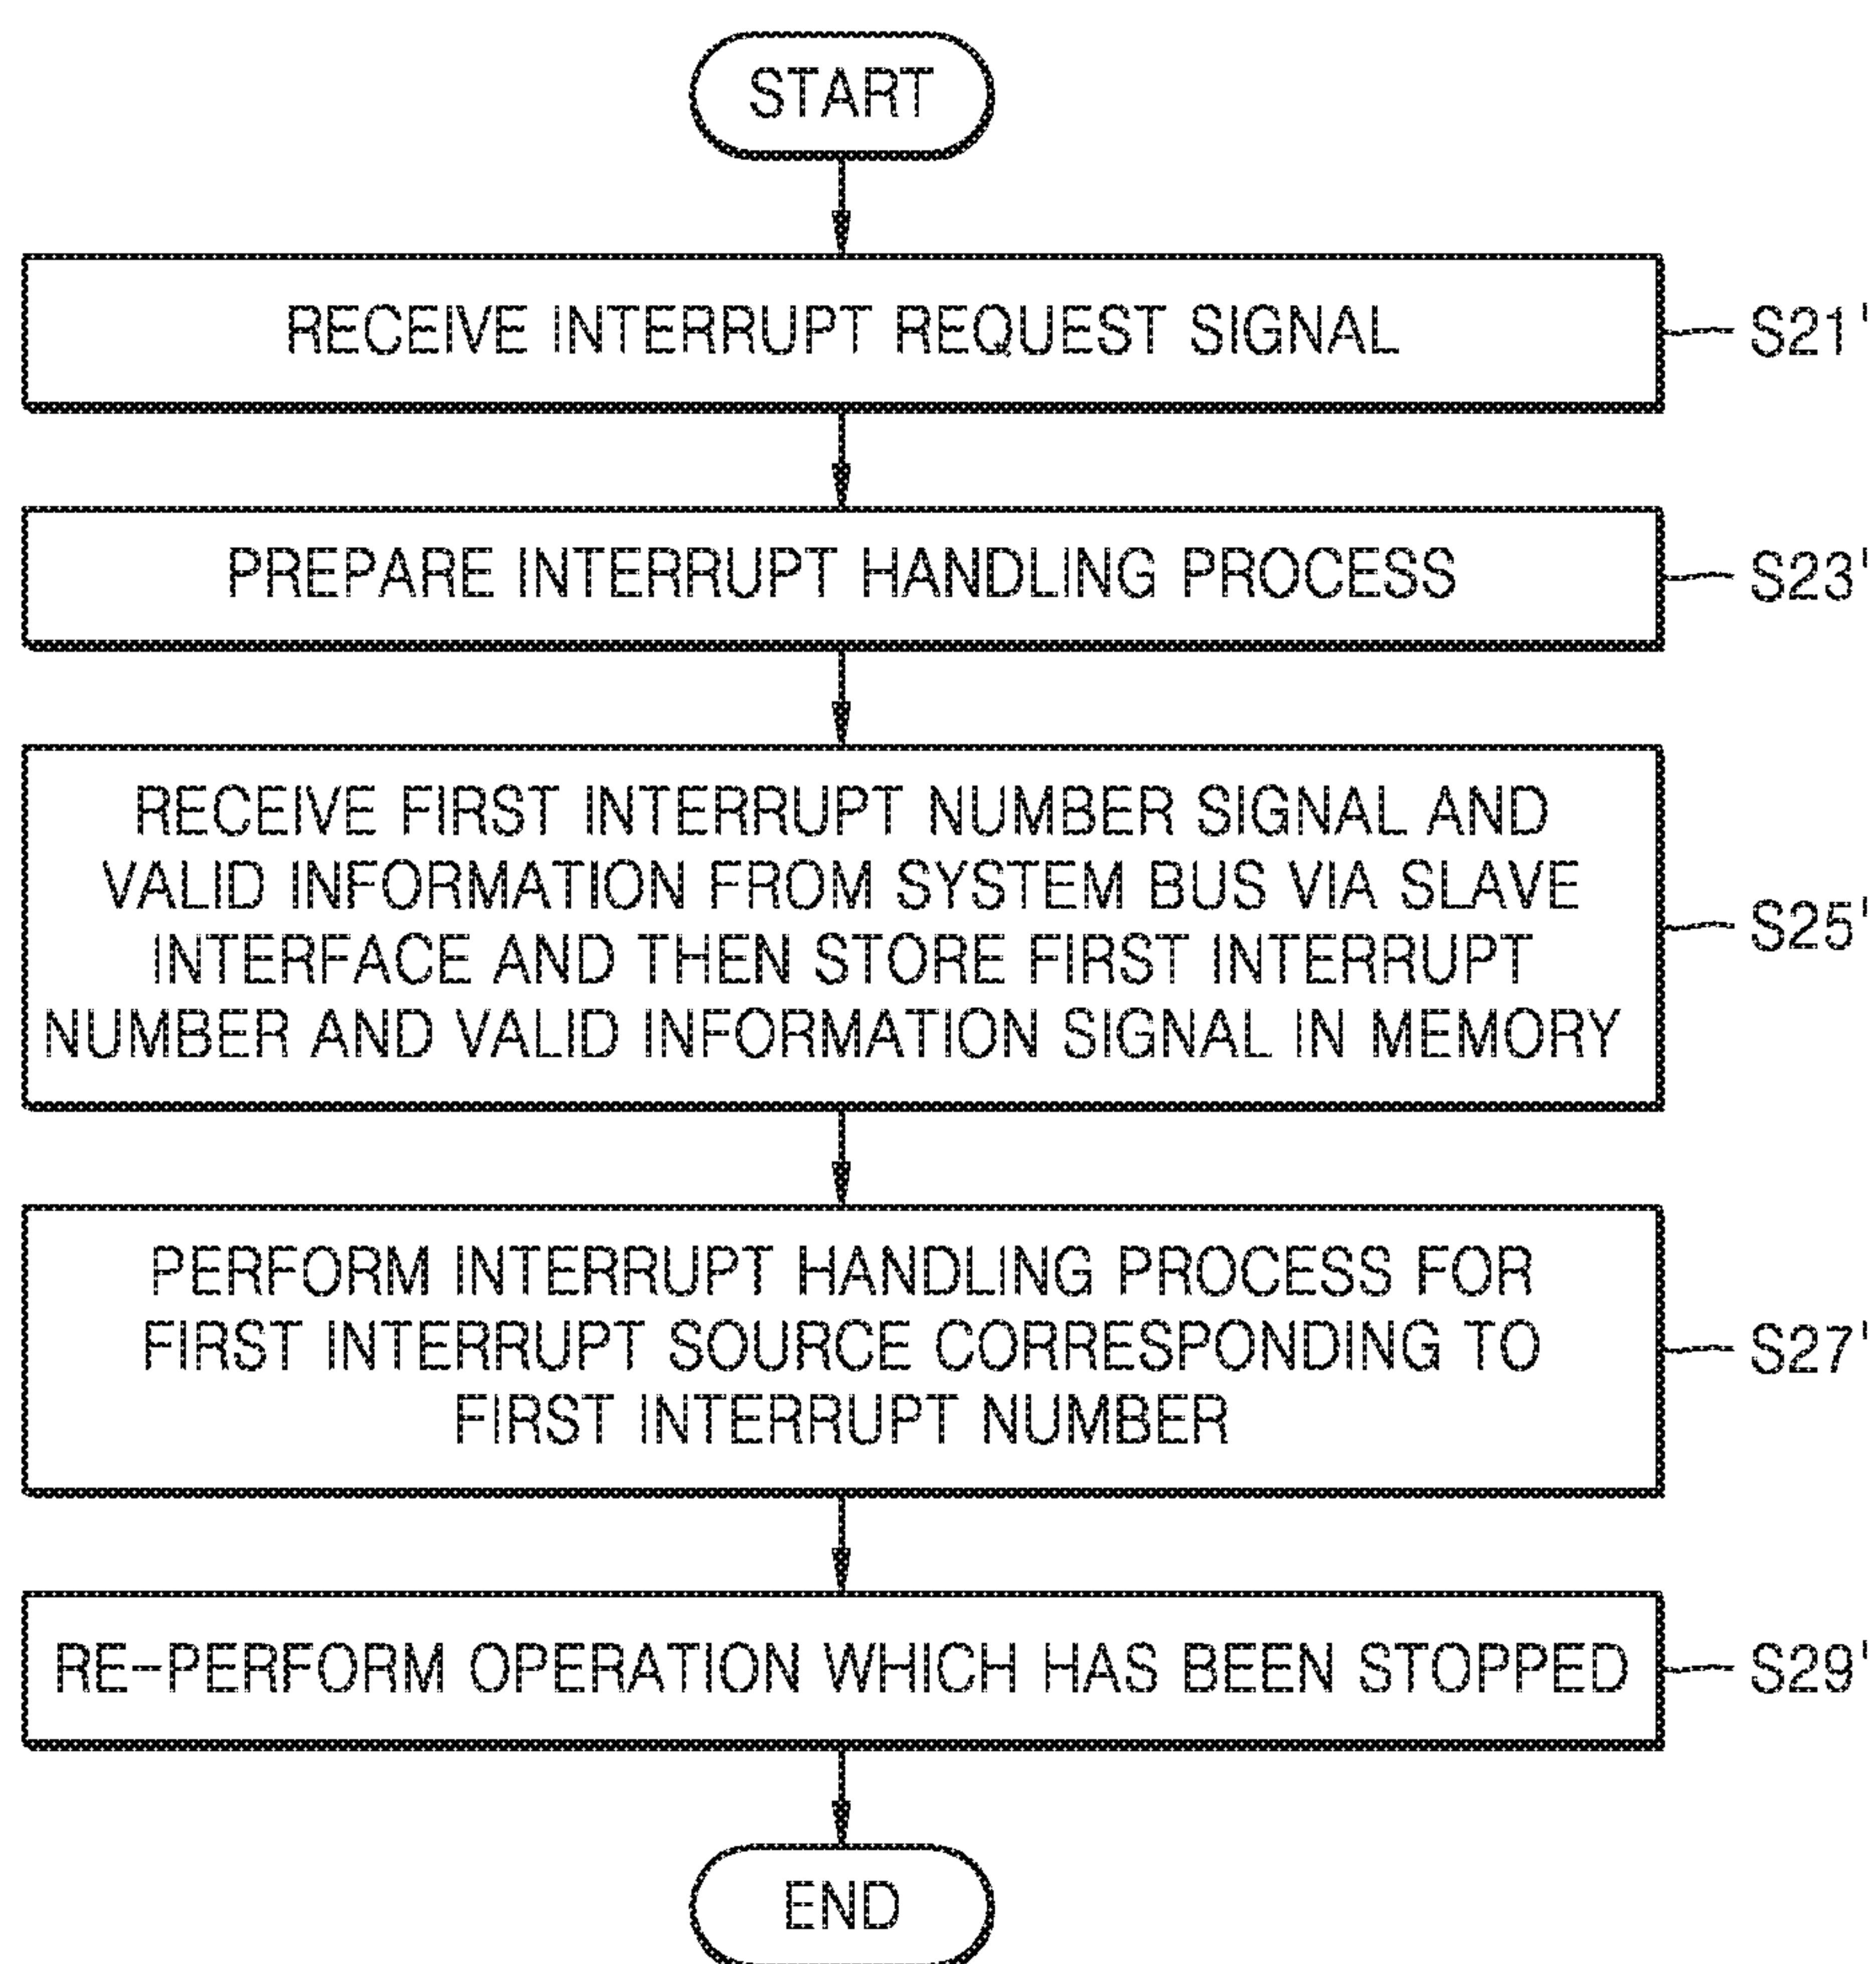 START
RECEIVE INTERRUPT REQUEST SIGNAL
S21'
PREPARE INTERRUPT HANDLING PROCESS
S23'
RECEIVE FIRST INTERRUPT NUMBER SIGNAL AND
VALID INFORMATION FROM SYSTEM BUS VIA SLAVE
INTERFACE AND THEN STORE FIRST INTERRUPT
NUMBER AND VALID INFORMATION SIGNAL IN MEMORY
S25'
PERFORM INTERRUPT HANDLING PROCESS FOR
FIRST INTERRUPT SOURCE CORRESPONDING TO
FIRST INTERRUPT NUMBER
S27'
RE-PERFORM OPERATION WHICH HAS BEEN STOPPED
S29'
END